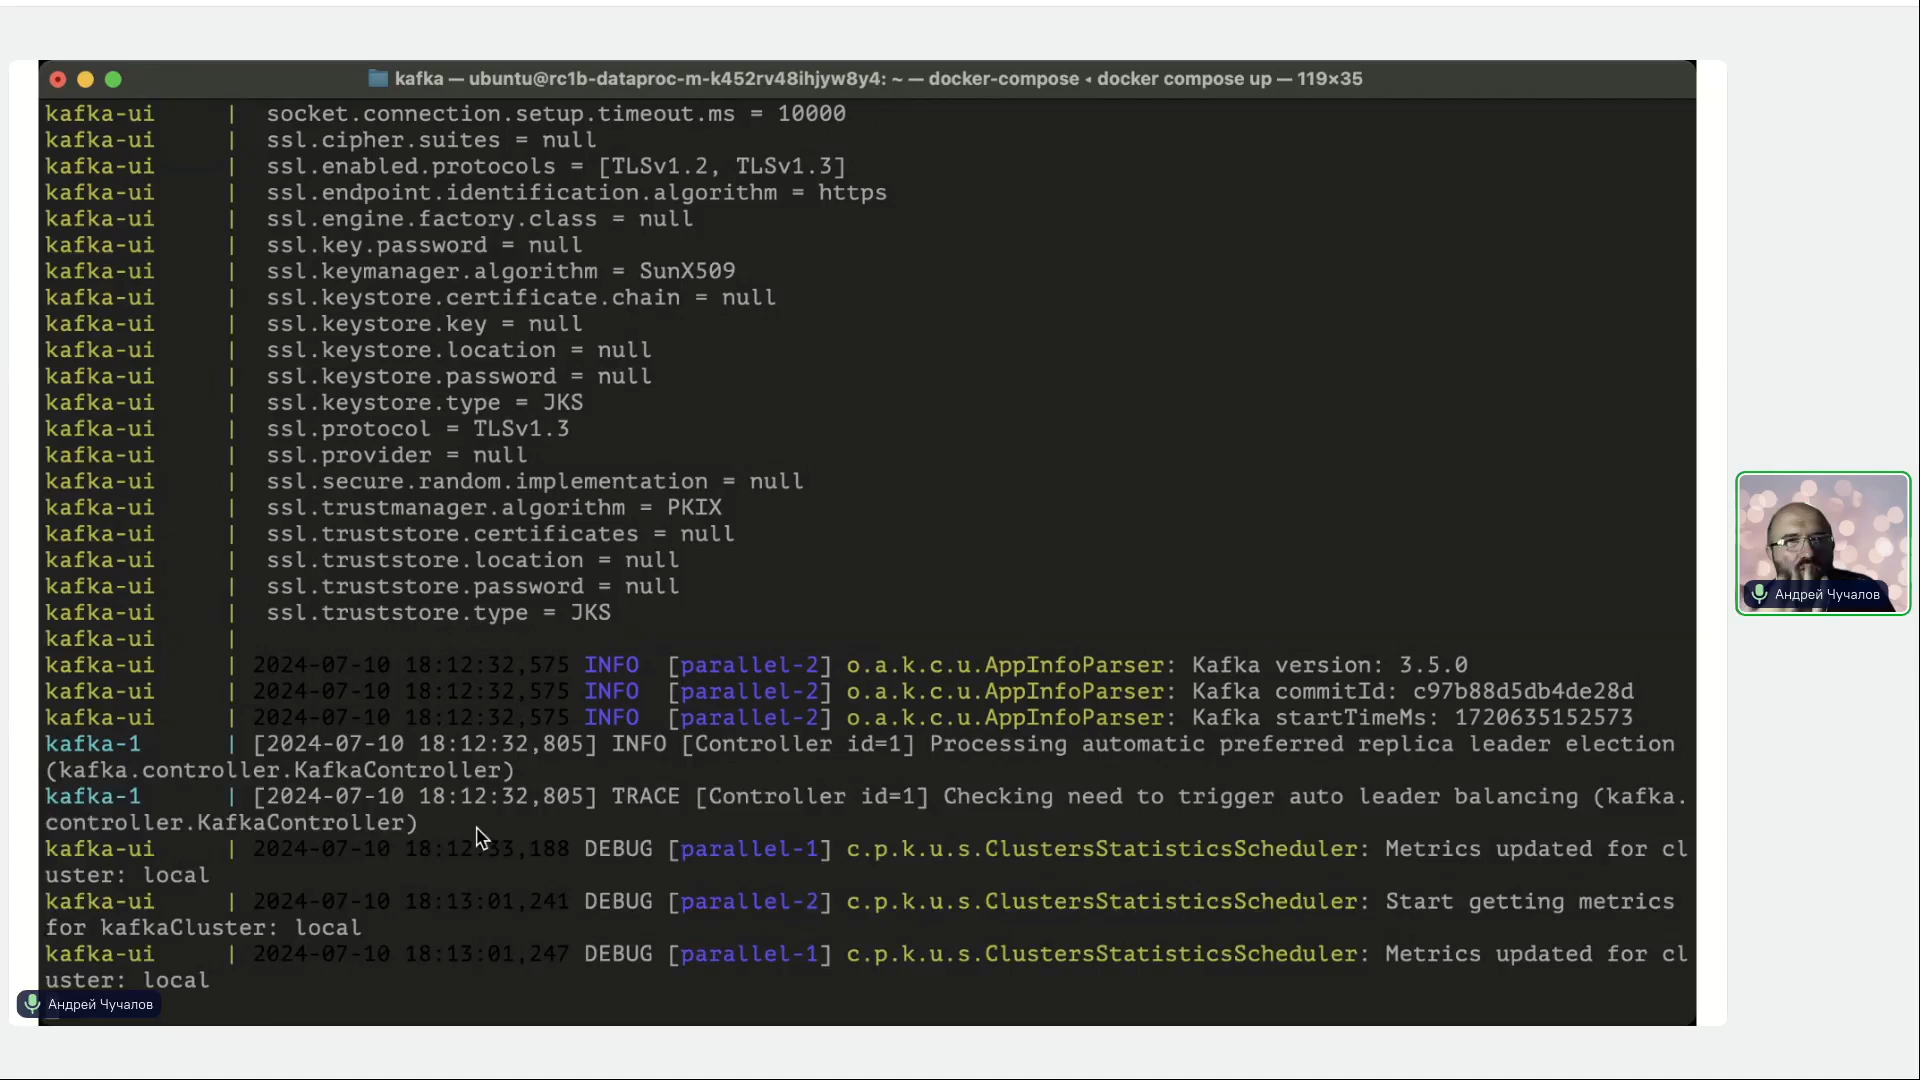 kafka — ubuntu@rc1b-dataproc-m-k452rv48ihjyw8y4: ~ — docker-compose ◂ docker compose up — 119×35
kafka-ui | socket.connection.setup.timeout.ms = 10000
kafka-ui | ssl.cipher.suites = null
kafka-ui | ssl.enabled.protocols = [TLSv1.2, TLSv1.3]
kafka-ui | ssl.endpoint.identification.algorithm = https
kafka-ui | ssl.engine.factory.class = null
kafka-ui | ssl.key.password = null
kafka-ui | ssl.keymanager.algorithm = SunX509
kafka-ui | ssl.keystore.certificate.chain = null
kafka-ui | ssl.keystore.key = null
kafka-ui | ssl.keystore.location = null
kafka-ui | ssl.keystore.password = null
kafka-ui | ssl.keystore.type = JKS
kafka-ui | ssl.protocol = TLSv1.3
kafka-ui | ssl.provider = null
kafka-ui | ssl.secure.random.implementation = null
kafka-ui | ssl.trustmanager.algorithm = PKIX
kafka-ui | ssl.truststore.certificates = null
kafka-ui | ssl.truststore.location = null
kafka-ui | ssl.truststore.password = null
kafka-ui | ssl.truststore.type = JKS
kafka-ui |
kafka-ui | 2024-07-10 18:12:32,575 INFO [parallel-2] o.a.k.c.u.AppInfoParser: Kafka version: 3.5.0
kafka-ui | 2024-07-10 18:12:32,575 INFO [parallel-2] o.a.k.c.u.AppInfoParser: Kafka commitId: c97b88d5db4de28d
kafka-ui | 2024-07-10 18:12:32,575 INFO [parallel-2] o.a.k.c.u.AppInfoParser: Kafka startTimeMs: 1720635152573
kafka-1 | [2024-07-10 18:12:32,805] INFO [Controller id=1] Processing automatic preferred replica leader election
(kafka.controller.KafkaController)
kafka-1 | [2024-07-10 18:12:32,805] TRACE [Controller id=1] Checking need to trigger auto leader balancing (kafka.
controller.KafkaController)
kafka-ui | 2024-07-10 18:12:33,188 DEBUG [parallel-1] c.p.k.u.s.ClustersStatisticsScheduler: Metrics updated for cl
uster: local
kafka-ui | 2024-07-10 18:13:01,241 DEBUG [parallel-2] c.p.k.u.s.ClustersStatisticsScheduler: Start getting metrics
for kafkaCluster: local
kafka-ui | 2024-07-10 18:13:01,247 DEBUG [parallel-1] c.p.k.u.s.ClustersStatisticsScheduler: Metrics updated for cl
uster: local
Андрей Чучалов
Андрей Чучалов